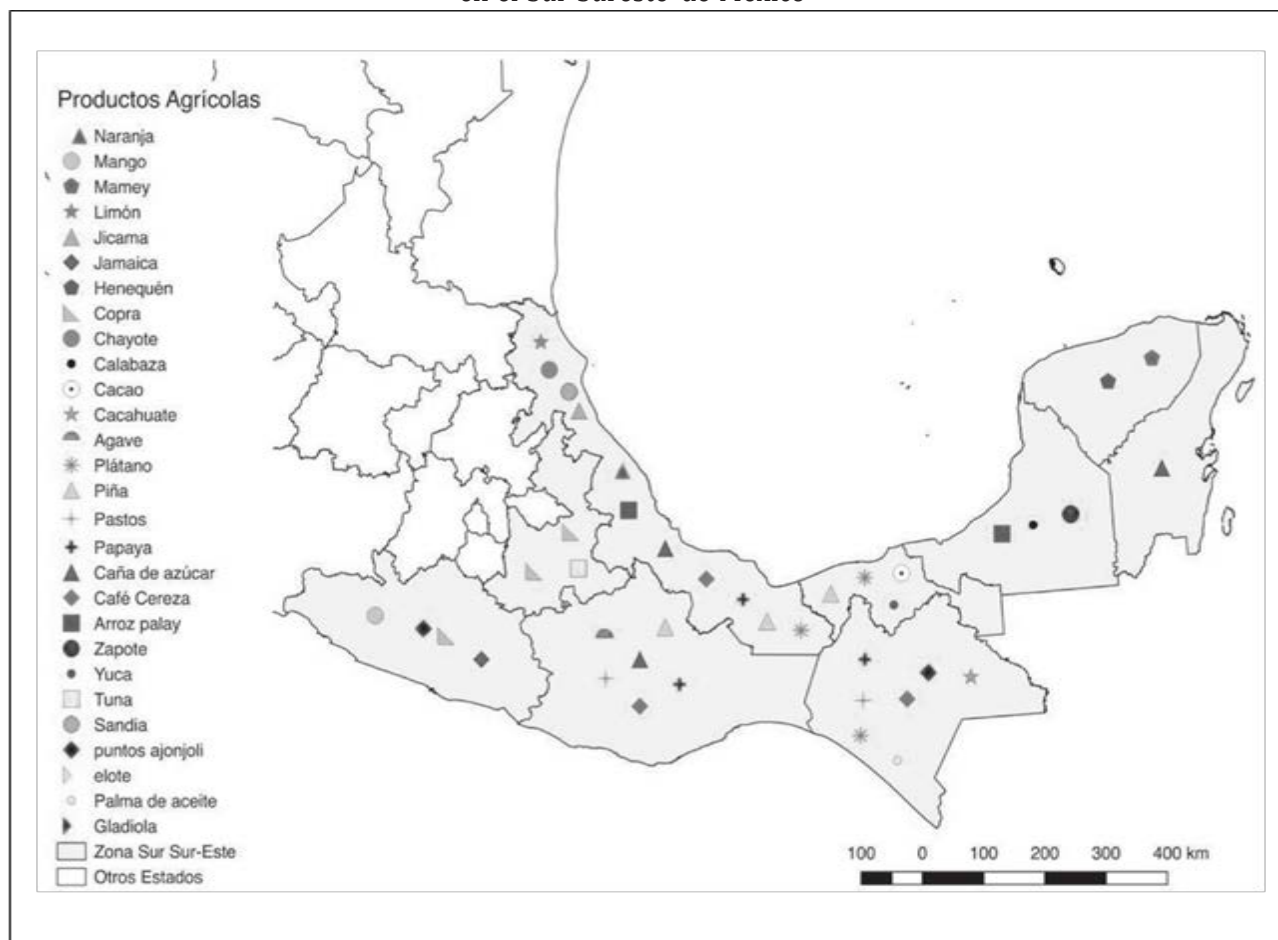 Productos Agrícolas
Naranja
Mango
Mamey
Limón
Jicama
Jamaica
Henequén
Copra
Chayote
Calabaza
Cacao
Cacahuate
Agave
Plátano
Piña
Pastos
Papaya
Caña de azúcar
Café Cereza
Arroz palay
Zapote
Yuca
Tuna
Sandia
puntos ajonjoli
elote
Palma de aceite
Gladiola
Zona Sur Sur-Este
Otros Estados
100 0 100 200 300 400 km